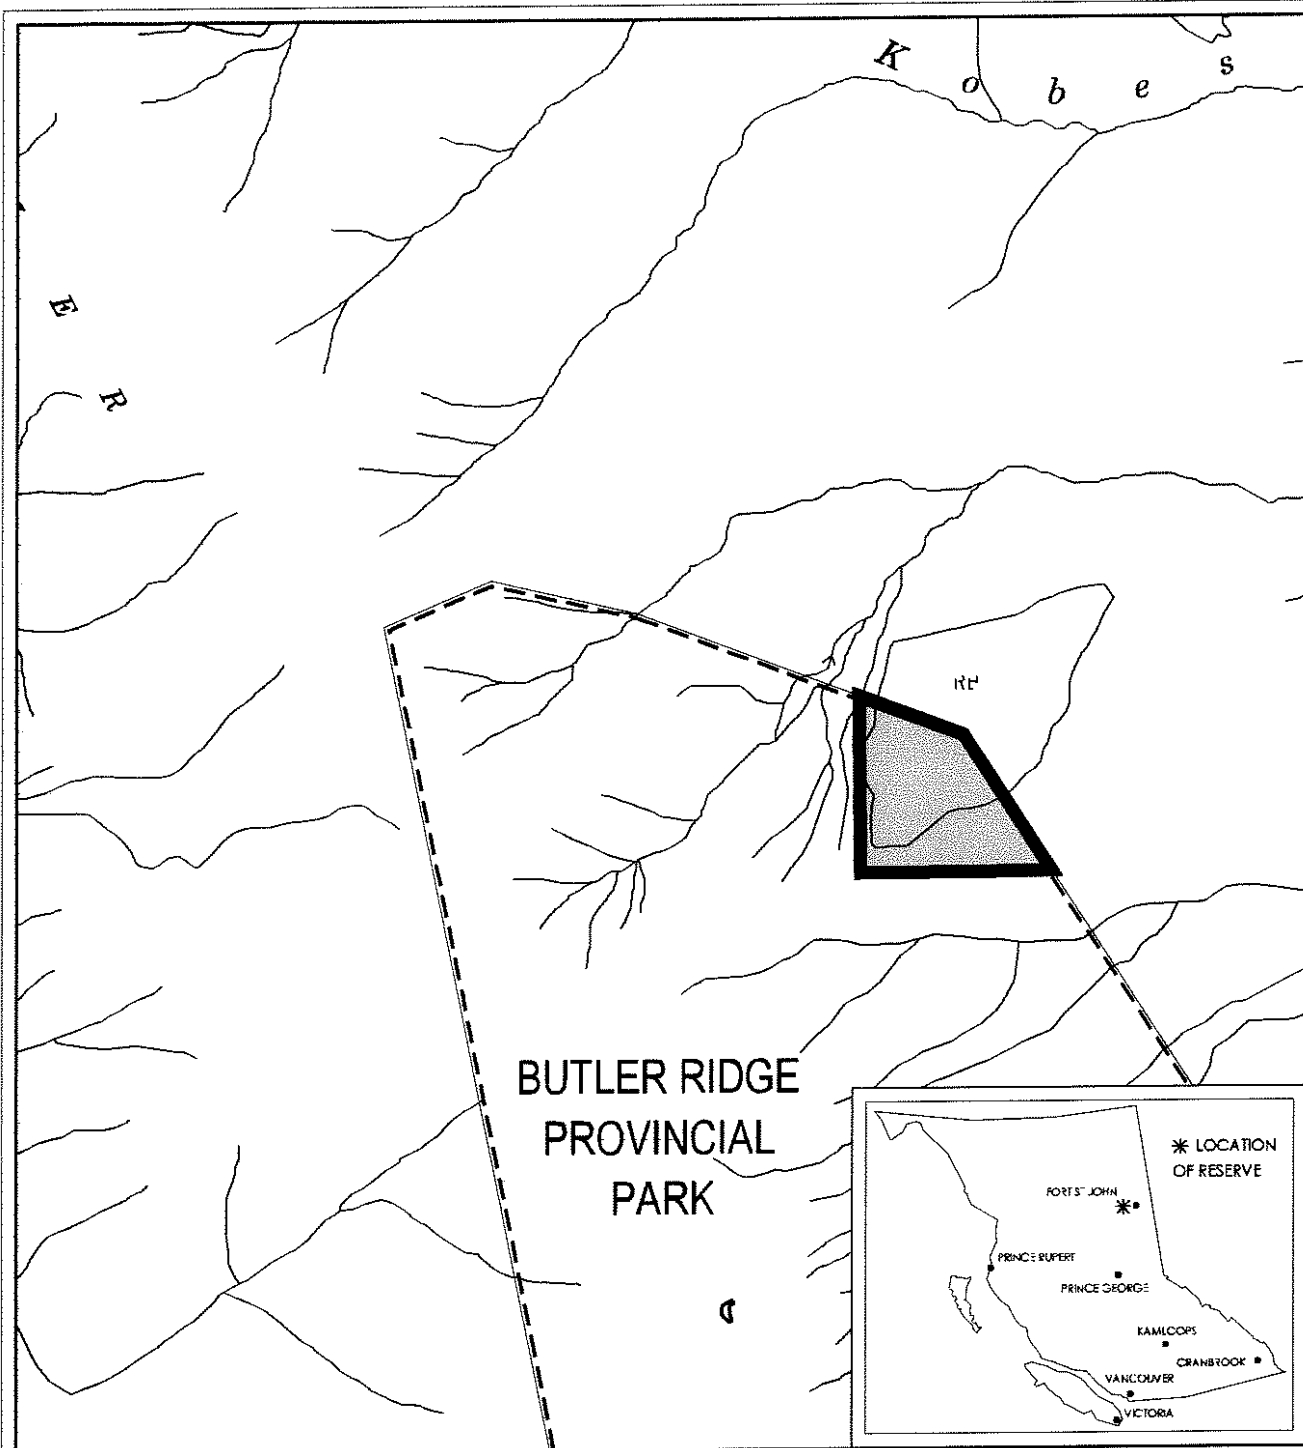 K o b e s
E
R
BUTLER RIDGE
PROVINCIAL
PARK
LOCATION
OF RESERVE
FORT ST JOHN
PRINCE RUPERT
PRINCE GEORGE
KAMLOOPS
CRANBROOK
VANCOUVER
VICTORIA